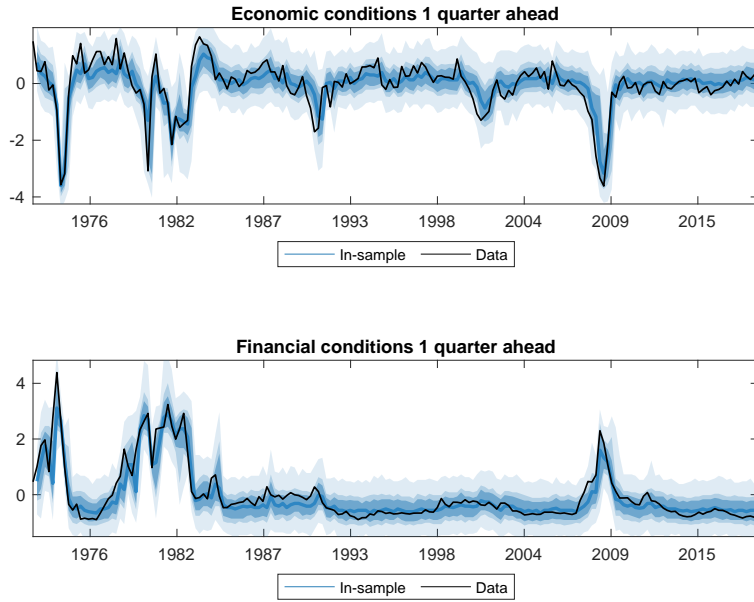 Economic conditions 1 quarter ahead
0
-2
-4
1976 1982 1987 1993 1998 2004 2009 2015
In-sample Data
Financial conditions 1 quarter ahead
4
2
0
1976 1982 1987 1993 1998 2004 2009 2015
In-sample Data